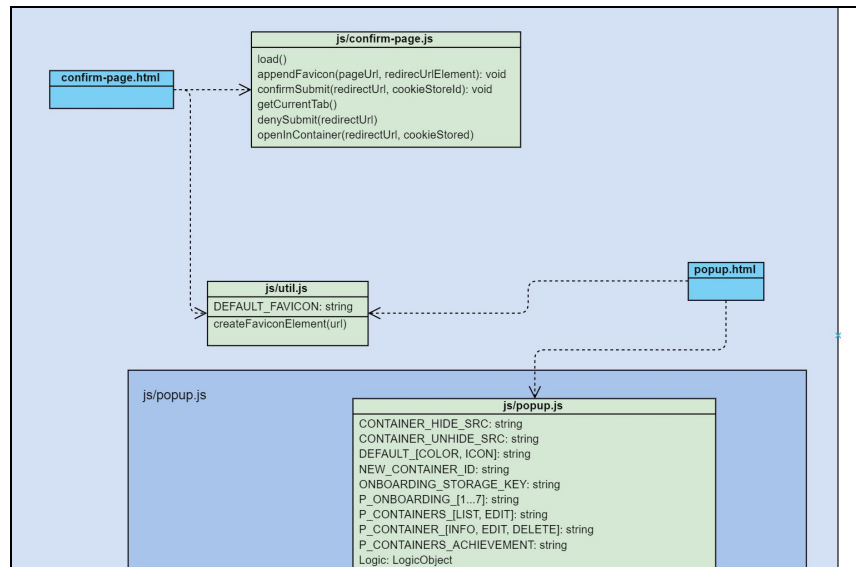 js/confirm-page.js
load()
appendFavicon(pageUrl, redirecUrlElement): void
confirmSubmit(redirectUrl, cookieStoreId): void
getCurrentTab()
denySubmit(redirectUrl)
openInContainer(redirectUrl, cookieStored)
confirm-page.html
popup.html
js/util.js
DEFAULT_FAVICON: string
createFaviconElement(url)
js/popup.js
js/popup.js
CONTAINER_HIDE_SRC: string
CONTAINER_UNHIDE_SRC: string
DEFAULT_[COLOR, ICON]: string
NEW_CONTAINER_ID: string
ONBOARDING_STORAGE_KEY: string
P_ONBOARDING_[1...7]: string
P_CONTAINERS_[LIST, EDIT]: string
P_CONTAINER_[INFO, EDIT, DELETE]: string
P_CONTAINERS_ACHIEVEMENT: string
Logic: LogicObject